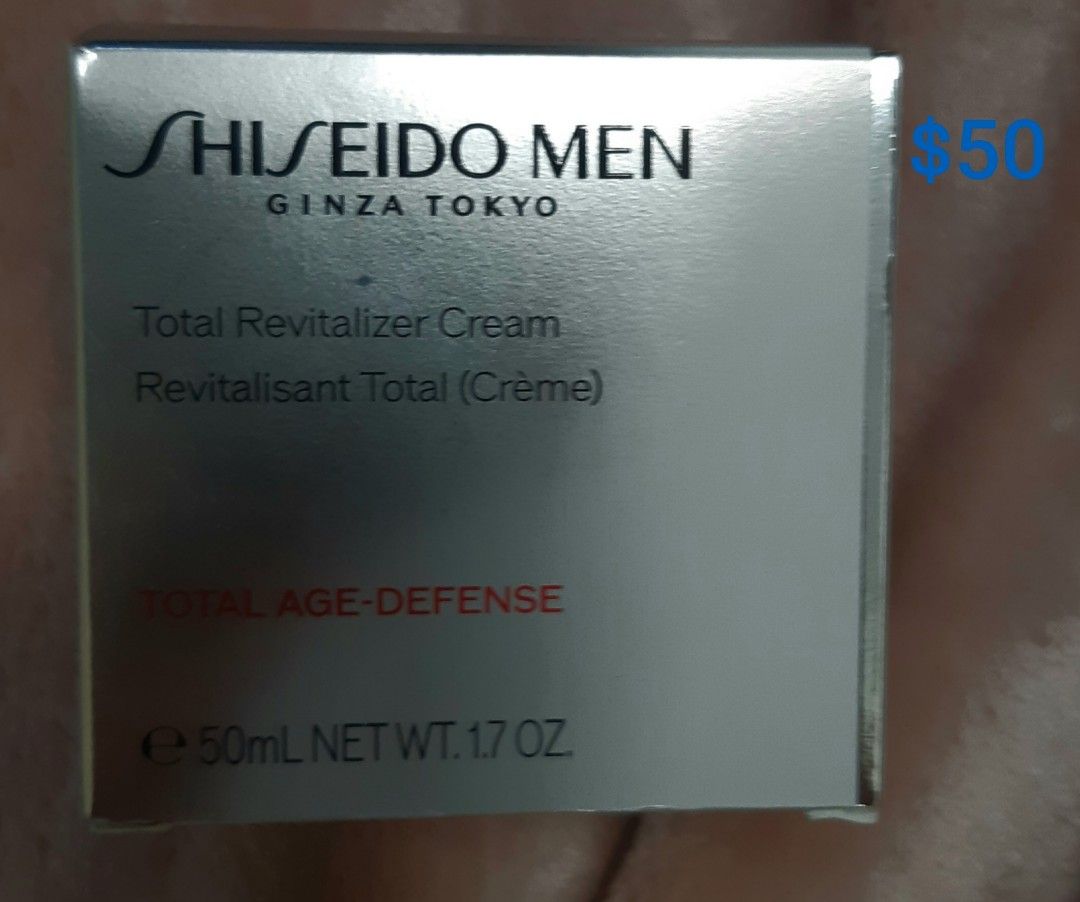 SHISEIDO MEN
GINZA TOKYO
$50
Total Revitalizer Cream
Revitalisant Total (Crème)
TOTAL AGE-DEFENSE
℮ 50mL NET WT. 1.7 OZ.